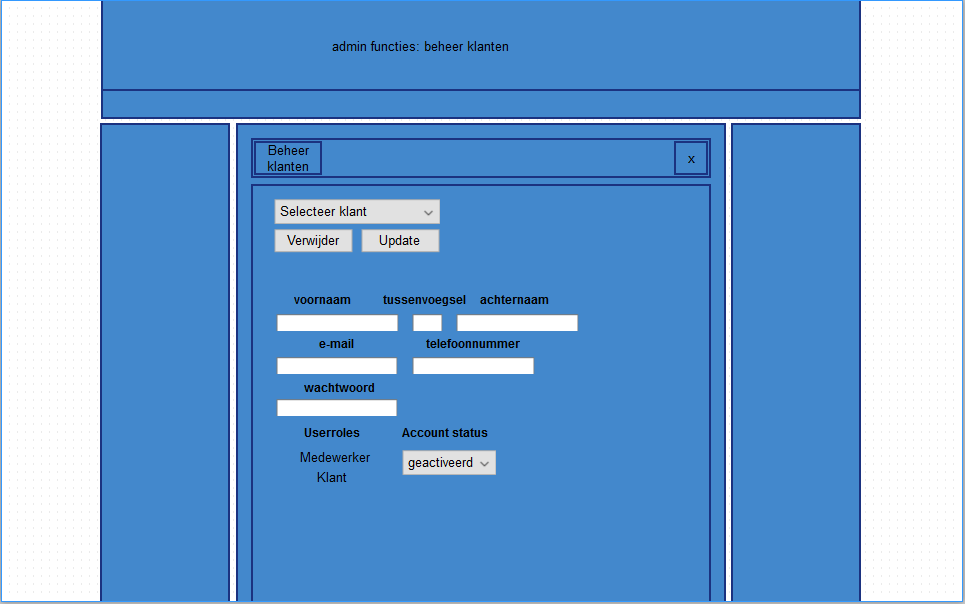 admin functies: beheer klanten
Beheer
klanten
x
Selecteer klant
Verwijder Update
voornaam tussenvoegsel achternaam
e-mail telefoonnummer
wachtwoord
Userroles Account status
Medewerker geactiveerd
Klant